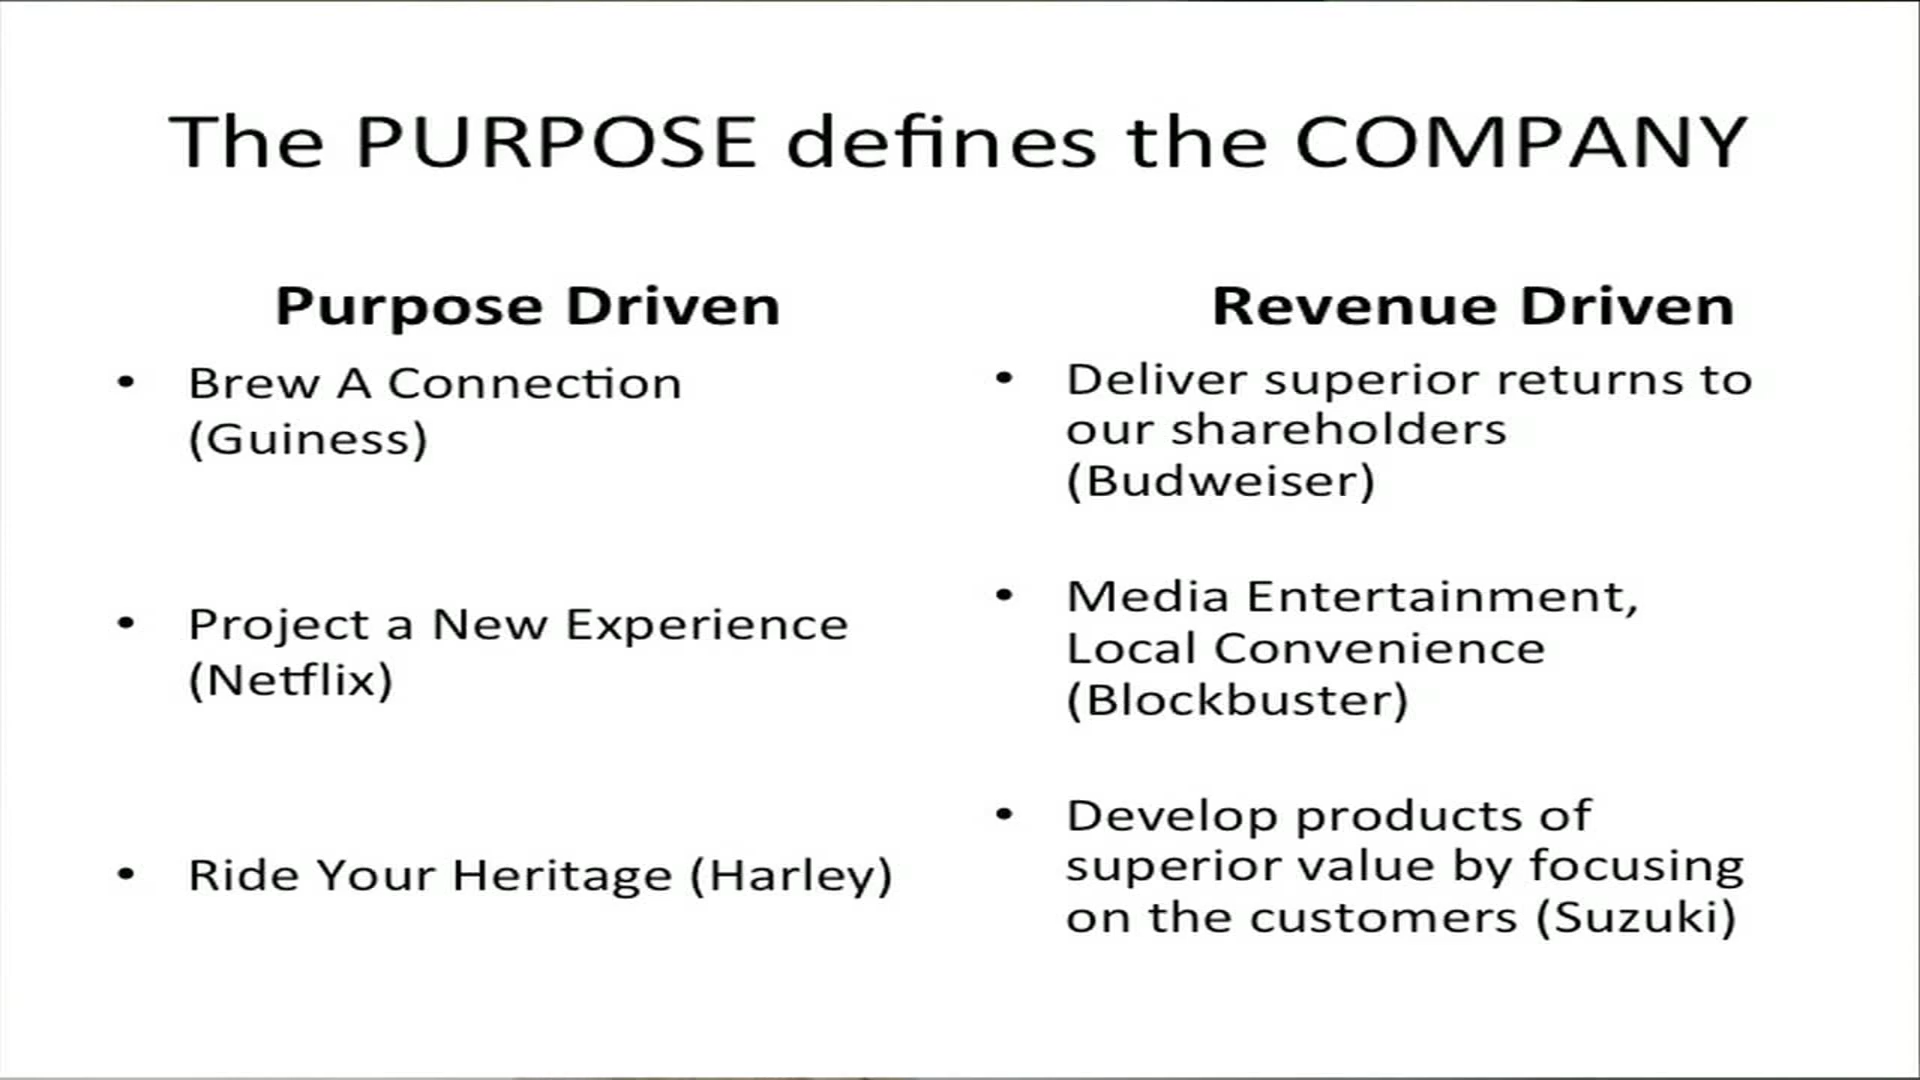 The PURPOSE defines the COMPANY
Purpose Driven
• Brew A Connection
(Guiness)
• Project a New Experience
(Netflix)
• Ride Your Heritage (Harley)
Revenue Driven
• Deliver superior returns to
our shareholders
(Budweiser)
• Media Entertainment,
Local Convenience
(Blockbuster)
• Develop products of
superior value by focusing
on the customers (Suzuki)